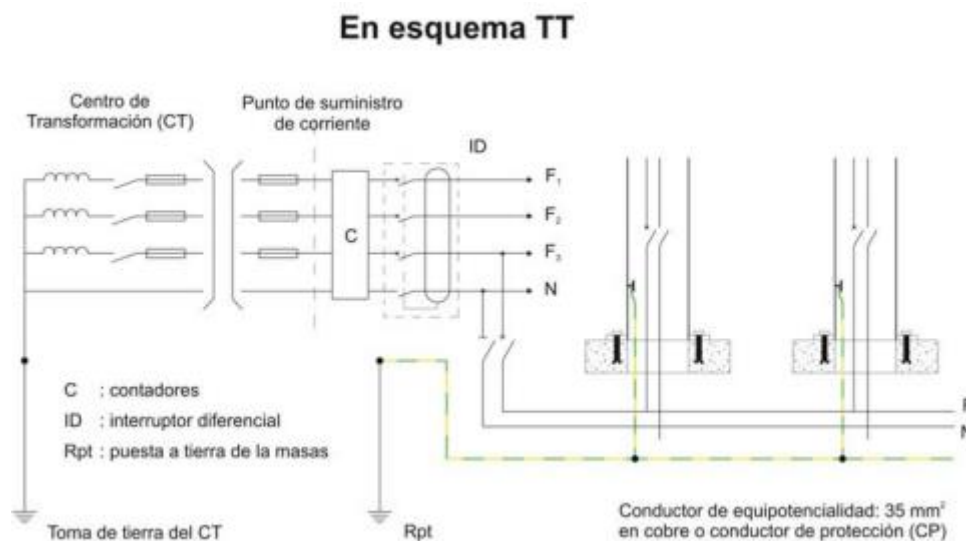 En esquema TT
Centro de
Transformación (CT)
Punto de suministro
de corriente
ID
F₁
F₂
F₃
N
C
C : contadores
ID : interruptor diferencial
Rpt : puesta a tierra de la masas
F
N
Toma de tierra del CT
Rpt
Conductor de equipotencialidad: 35 mm²
en cobre o conductor de protección (CP)